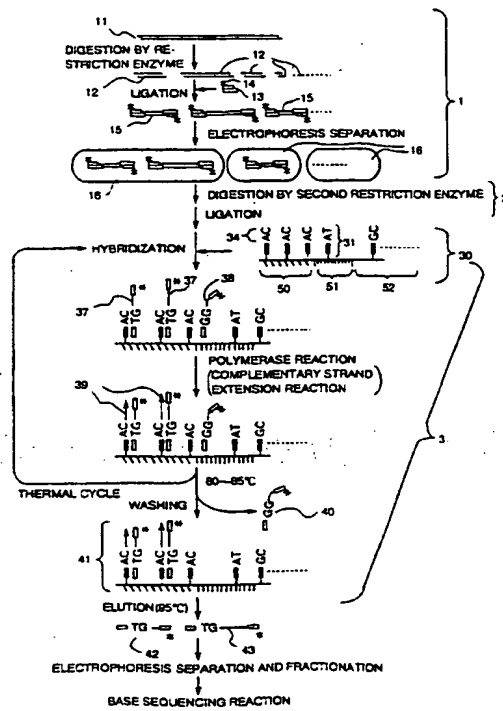 11
DIGESTION BY RE-
STRICTION ENZYME
12
12
LIGATION
14
13
15
15
1
ELECTROPHORESIS SEPARATION
16
16
DIGESTION BY SECOND RESTRICTION ENZYME
LIGATION
HYBRIDIZATION
34
AC AC AC AT GC
31
30
50 51 52
37 37 38
* *
AC TG AC TG AC GG AT GC
POLYMERASE REACTION
(COMPLEMENTARY STRAND
EXTENSION REACTION)
39
* *
AC TG AC TG AC GG AT GC
3
THERMAL CYCLE
80—85°C
WASHING
GG
40
41
* *
AC TG AC TG AC AT GC
ELUTION (95°C)
TG TG
* *
42 43
ELECTROPHORESIS SEPARATION AND FRACTIONATION
BASE SEQUENCING REACTION